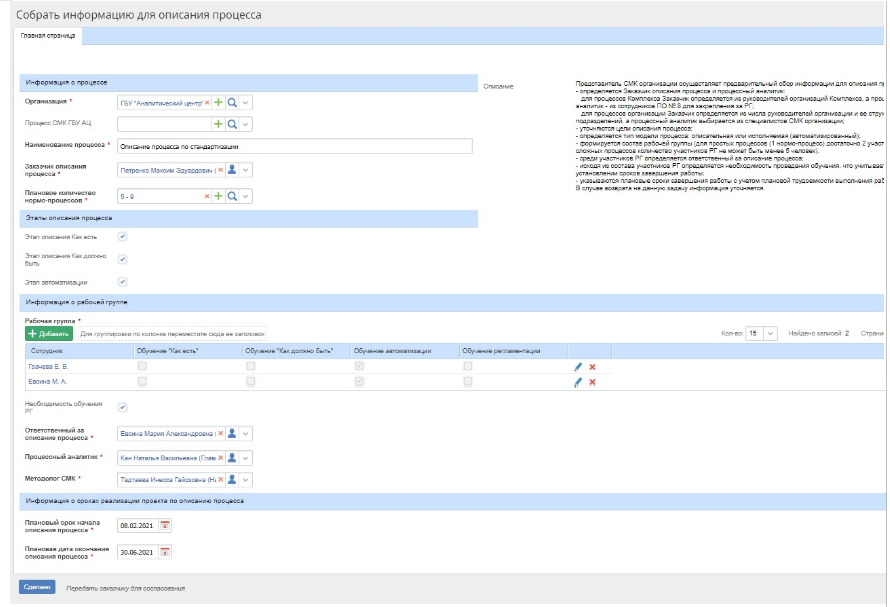 Собрать информацию для описания процесса
Главная страница
Информация о процессе
Организация *
ГБУ "Аналитический центр"
Процесс СМК ГБУ АЦ
Наименование процесса *
Описание процесса по стандартизации
Заказчик описания
процесса *
Петренко Максим Эдуардович (
Плановое количество
нормо-процессов *
5 - 9
Описание
Представитель СМК организации осуществляет предварительный сбор информации для описания п
- определяется Заказчик описания процесса и процессный аналитик:
для процессов Комплекса Заказчик определяется из руководителей организаций Комплекса, а проц
аналитик - из сотрудников ПО № 8 для закрепления за РГ;
для процессов организации Заказчик определяется из числа руководителей организации и ее струк
подразделений, а процессный аналитик выбирается из специалистов СМК организации;
- уточняются цели описания процесса;
- определяется тип модели процесса: описательная или исполняемая (автоматизированный);
- формируется состав рабочей группы (для простых процессов (1 нормо-процесс) достаточно 2 участ
сложных процессов количество участников РГ не может быть менее 5 человек).
- среди участников РГ определяется ответственный за описание процесса;
- исходя из состава участников РГ определяется необходимость проведения обучения, что учитывает
установлении сроков завершения работы;
- указываются плановые сроки завершения работы с учетом плановой трудоемкости выполнения раб
В случае возврата на данную задачу информация уточняется.
Этапы описания процесса
Этап описания Как есть
Этап описания Как должно
быть
Этап автоматизации
Информация о рабочей группе
Рабочая группа *
Добавить Для группировки по колонке переместите сюда ее заголовок
Кол-во: 15 Найдено записей: 2 Страни
Сотрудник Обучение "Как есть" Обучение "Как должно быть" Обучение автоматизации Обучение регламентации
Грачева Е. В.
Евсина М. А.
Необходимость обучения
РГ
Ответственный за
описание процесса *
Евсина Мария Александровна (
Процессный аналитик *
Кан Наталья Васильевна (Глав
Методолог СМК *
Тадтаева Инесса Гайозовна (На
Информация о сроках реализации проекта по описанию процесса
Плановый срок начала
описания процесса *
08.02.2021
Плановая дата окончания
описания процесса *
30.06.2021
Сделано Передать заказчику для согласования